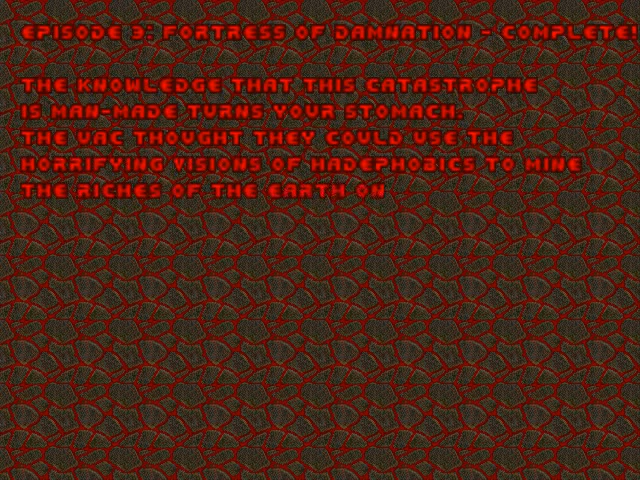 EPISODE 3: FORTRESS OF DAMNATION - COMPLETE!
THE KNOWLEDGE THAT THIS CATASTROPHE
IS MAN-MADE TURNS YOUR STOMACH.
THE UAC THOUGHT THEY COULD USE THE
HORRIFYING VISIONS OF HADEPHOBICS TO MINE
THE RICHES OF THE EARTH ON